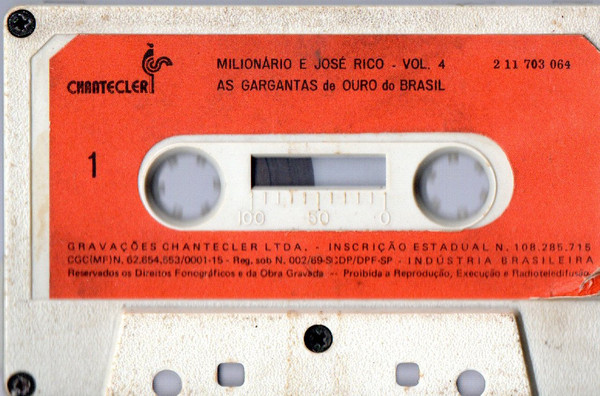 CHANTECLER
MILIONÁRIO E JOSÉ RICO - VOL. 4
2 11 703 064
AS GARGANTAS de OURO do BRASIL
1
100 50 0
GRAVAÇÕES CHANTECLER LTDA. - INSCRIÇÃO ESTADUAL N. 108.285.715
CGC(MF)N. 62.654.553/0001-15 - Reg. sob N. 002/69-SCDP/DPF-SP - INDÚSTRIA BRASILEIRA
Reservados os Direitos Fonográficos e da Obra Gravada -- Proibida a Reprodução, Execução e Radioteledifusão